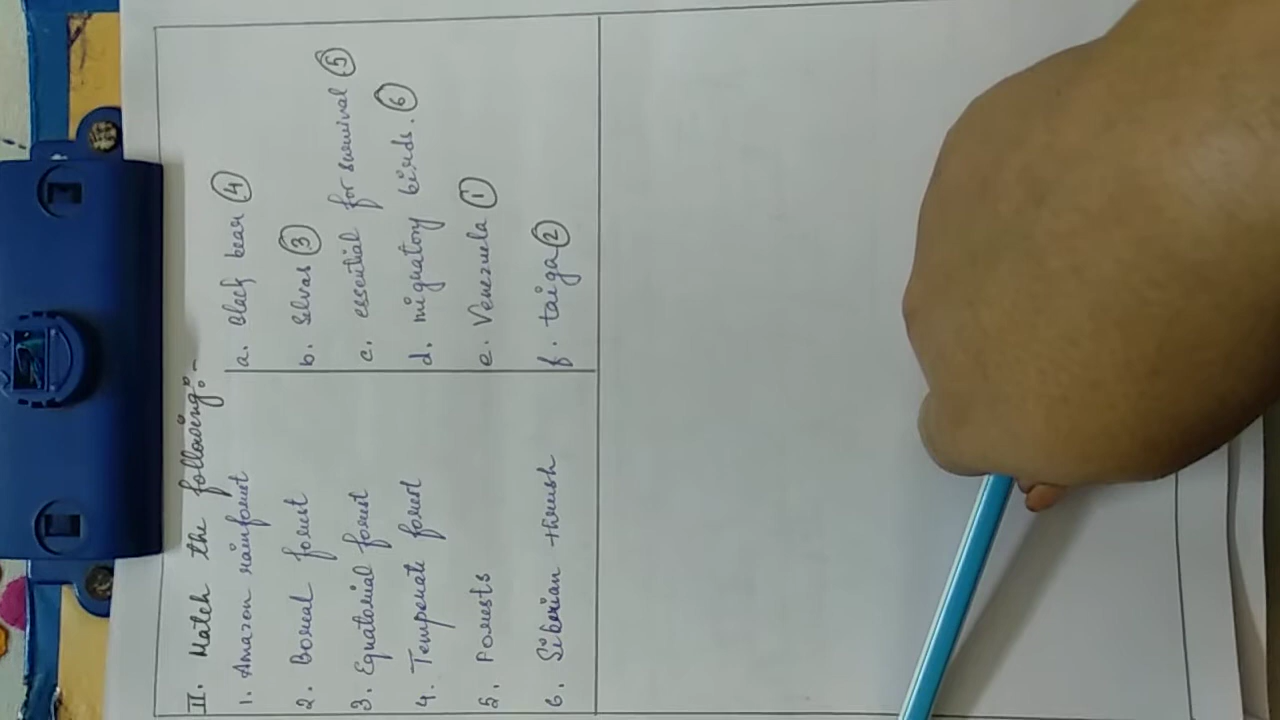 II. Match the following:-
1. Amazon rainforest a. Black bear ④
2. Boreal forest b. Selvas ③
3. Equatorial forest c. essential for survival ⑤
4. Temperate forest d. migratory birds. ⑥
5. Forests e. Venezuela ①
6. Siberian thrush f. taiga ②